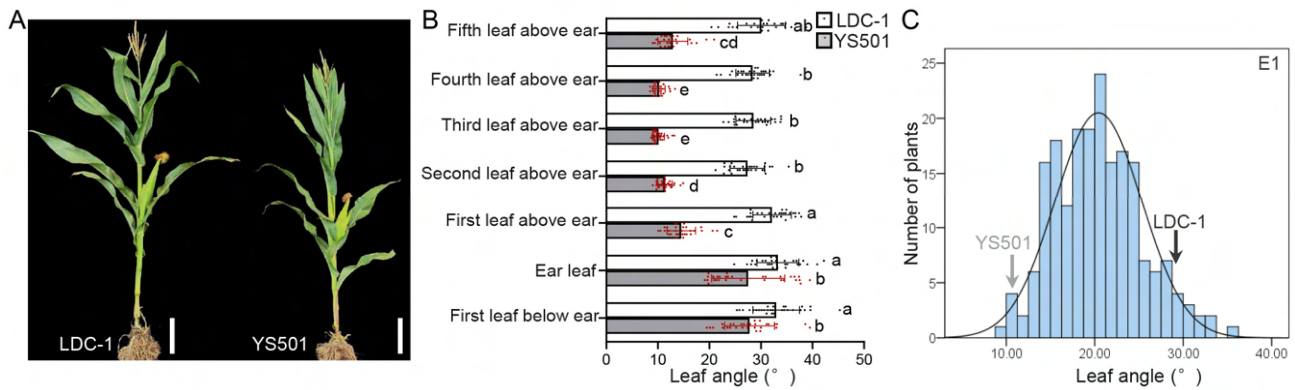 A
LDC-1
YS501
B
LDC-1
YS501
Fifth leaf above ear
ab
cd
Fourth leaf above ear
b
e
Third leaf above ear
b
e
Second leaf above ear
b
d
First leaf above ear
a
c
Ear leaf
a
b
First leaf below ear
a
b
0 10 20 30 40 50
Leaf angle (°)
C
E1
25
20
15
10
5
0
Number of plants
YS501
LDC-1
10.00 20.00 30.00 40.00
Leaf angle (°)